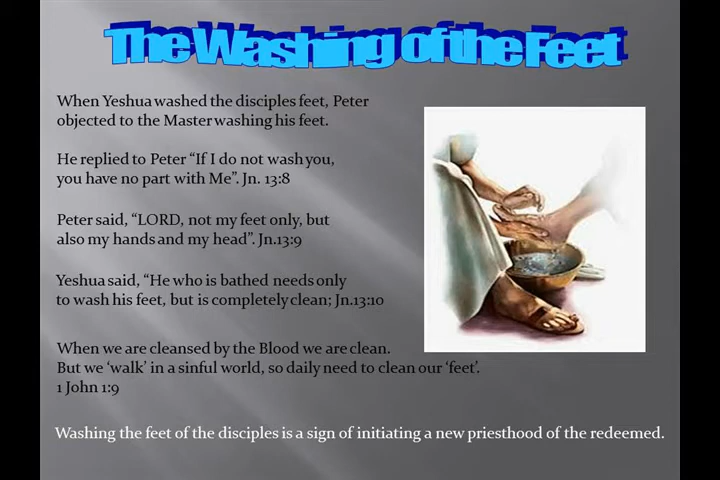 The Washing of the Feet
When Yeshua washed the disciples feet, Peter
objected to the Master washing his feet.
He replied to Peter “If I do not wash you,
you have no part with Me”. Jn. 13:8
Peter said, “LORD, not my feet only, but
also my hands and my head”. Jn.13:9
Yeshua said, “He who is bathed needs only
to wash his feet, but is completely clean; Jn.13:10
When we are cleansed by the Blood we are clean.
But we ‘walk’ in a sinful world, so daily need to clean our ‘feet’.
1 John 1:9
Washing the feet of the disciples is a sign of initiating a new priesthood of the redeemed.